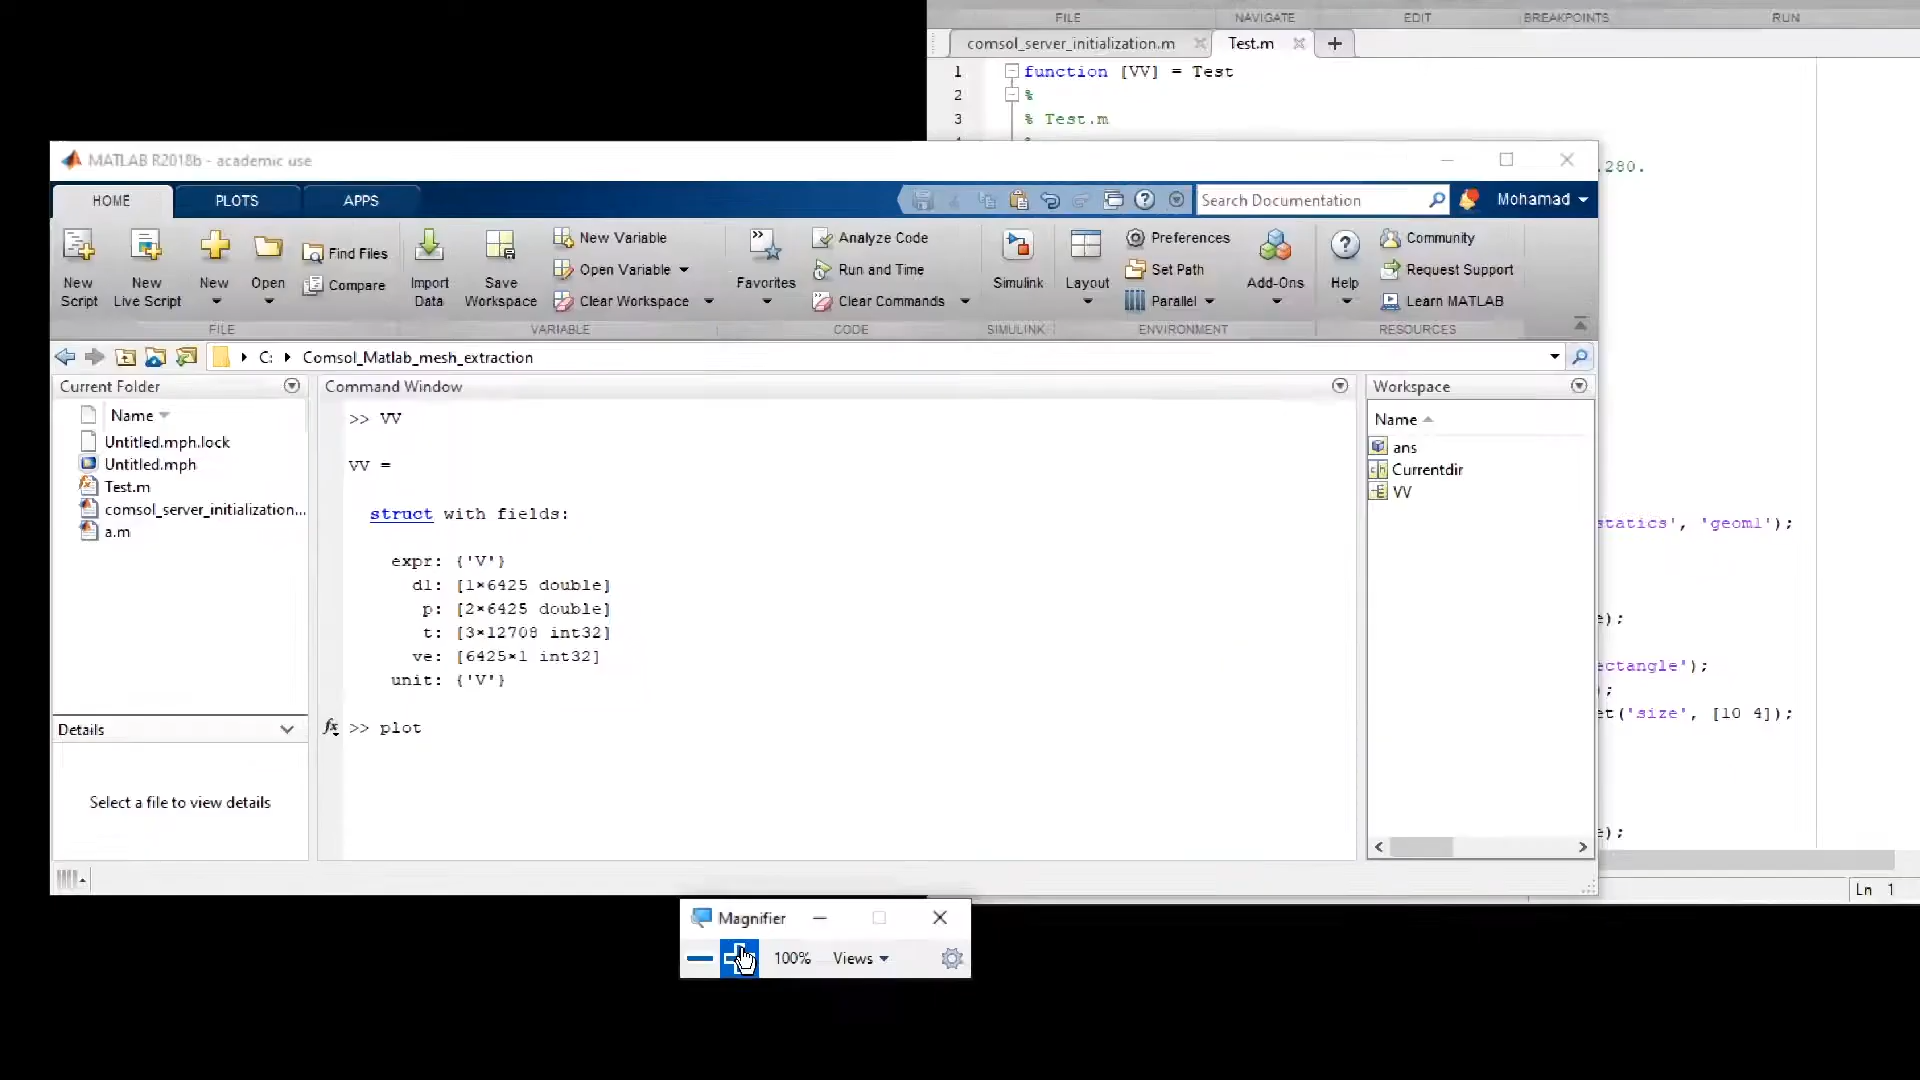 FILE NAVIGATE EDIT BREAKPOINTS RUN
comsol_server_initialization.m Test.m
1 function [VV] = Test
2 %
3 % Test.m
280.
MATLAB R2018b - academic use
HOME PLOTS APPS
Search Documentation
Mohamad
New Script
New Live Script
New
Open
Find Files
Compare
Import Data
Save Workspace
New Variable
Open Variable
Clear Workspace
Favorites
Analyze Code
Run and Time
Clear Commands
Simulink
Layout
Preferences
Set Path
Parallel
Add-Ons
Help
Community
Request Support
Learn MATLAB
FILE VARIABLE CODE SIMULINK ENVIRONMENT RESOURCES
C: Comsol_Matlab_mesh_extraction
Current Folder
Name
Untitled.mph.lock
Untitled.mph
Test.m
comsol_server_initialization...
a.m
Details
Select a file to view details
Command Window
>> VV
VV =
struct with fields:
expr: {'V'}
d1: [1×6425 double]
p: [2×6425 double]
t: [3×12708 int32]
ve: [6425×1 int32]
unit: {'V'}
fx >> plot
Workspace
Name
ans
Currentdir
VV
statics', 'geom1');
e);
ectangle');
);
et('size', [10 4]);
e);
Ln 1
Magnifier
100% Views